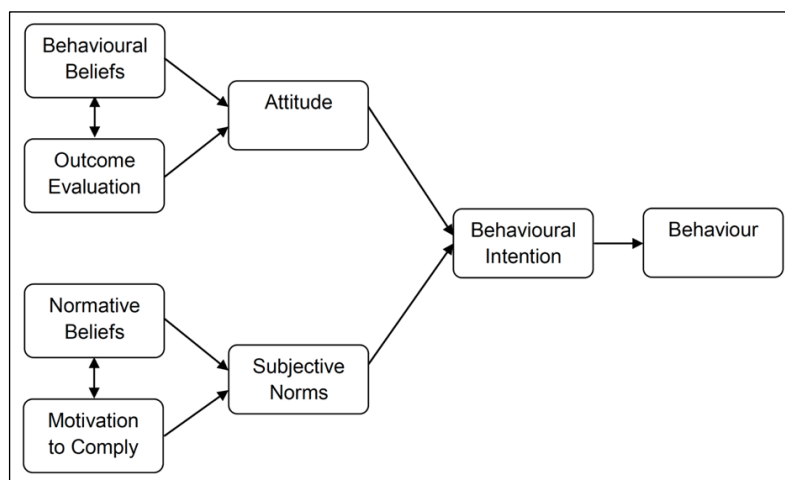 Behavioural
Beliefs
Outcome
Evaluation
Attitude
Normative
Beliefs
Motivation
to Comply
Subjective
Norms
Behavioural
Intention
Behaviour